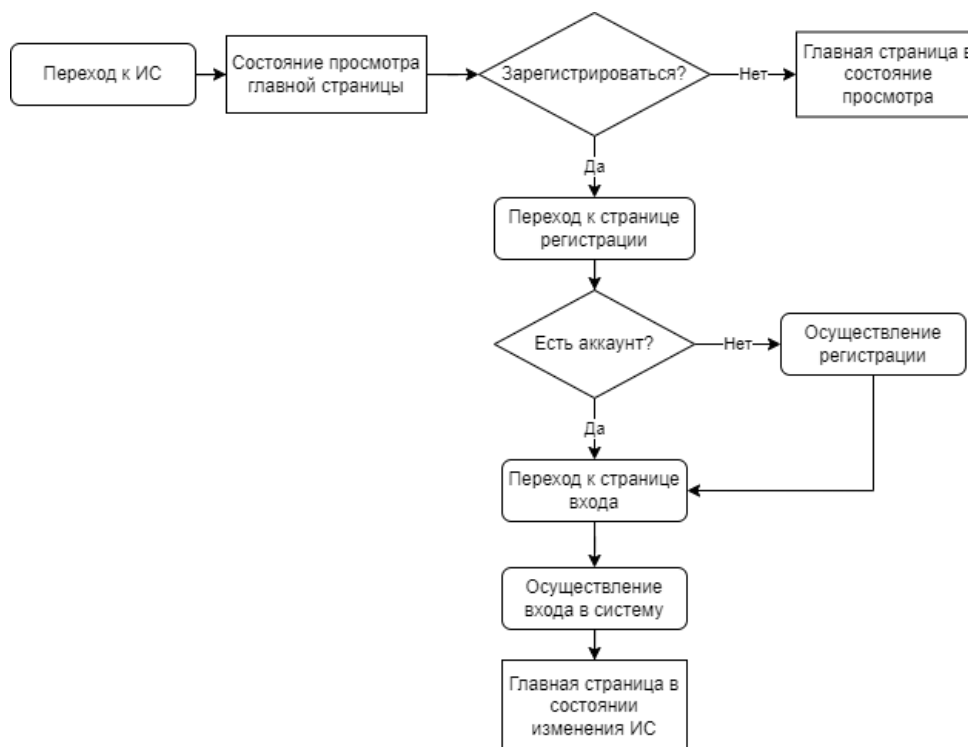 Переход к ИС
Состояние просмотра
главной страницы
Зарегистрироваться?
Нет
Главная страница в
состояние
просмотра
Да
Переход к странице
регистрации
Есть аккаунт?
Нет
Осуществление
регистрации
Да
Переход к странице
входа
Осуществление
входа в систему
Главная страница в
состоянии
изменения ИС